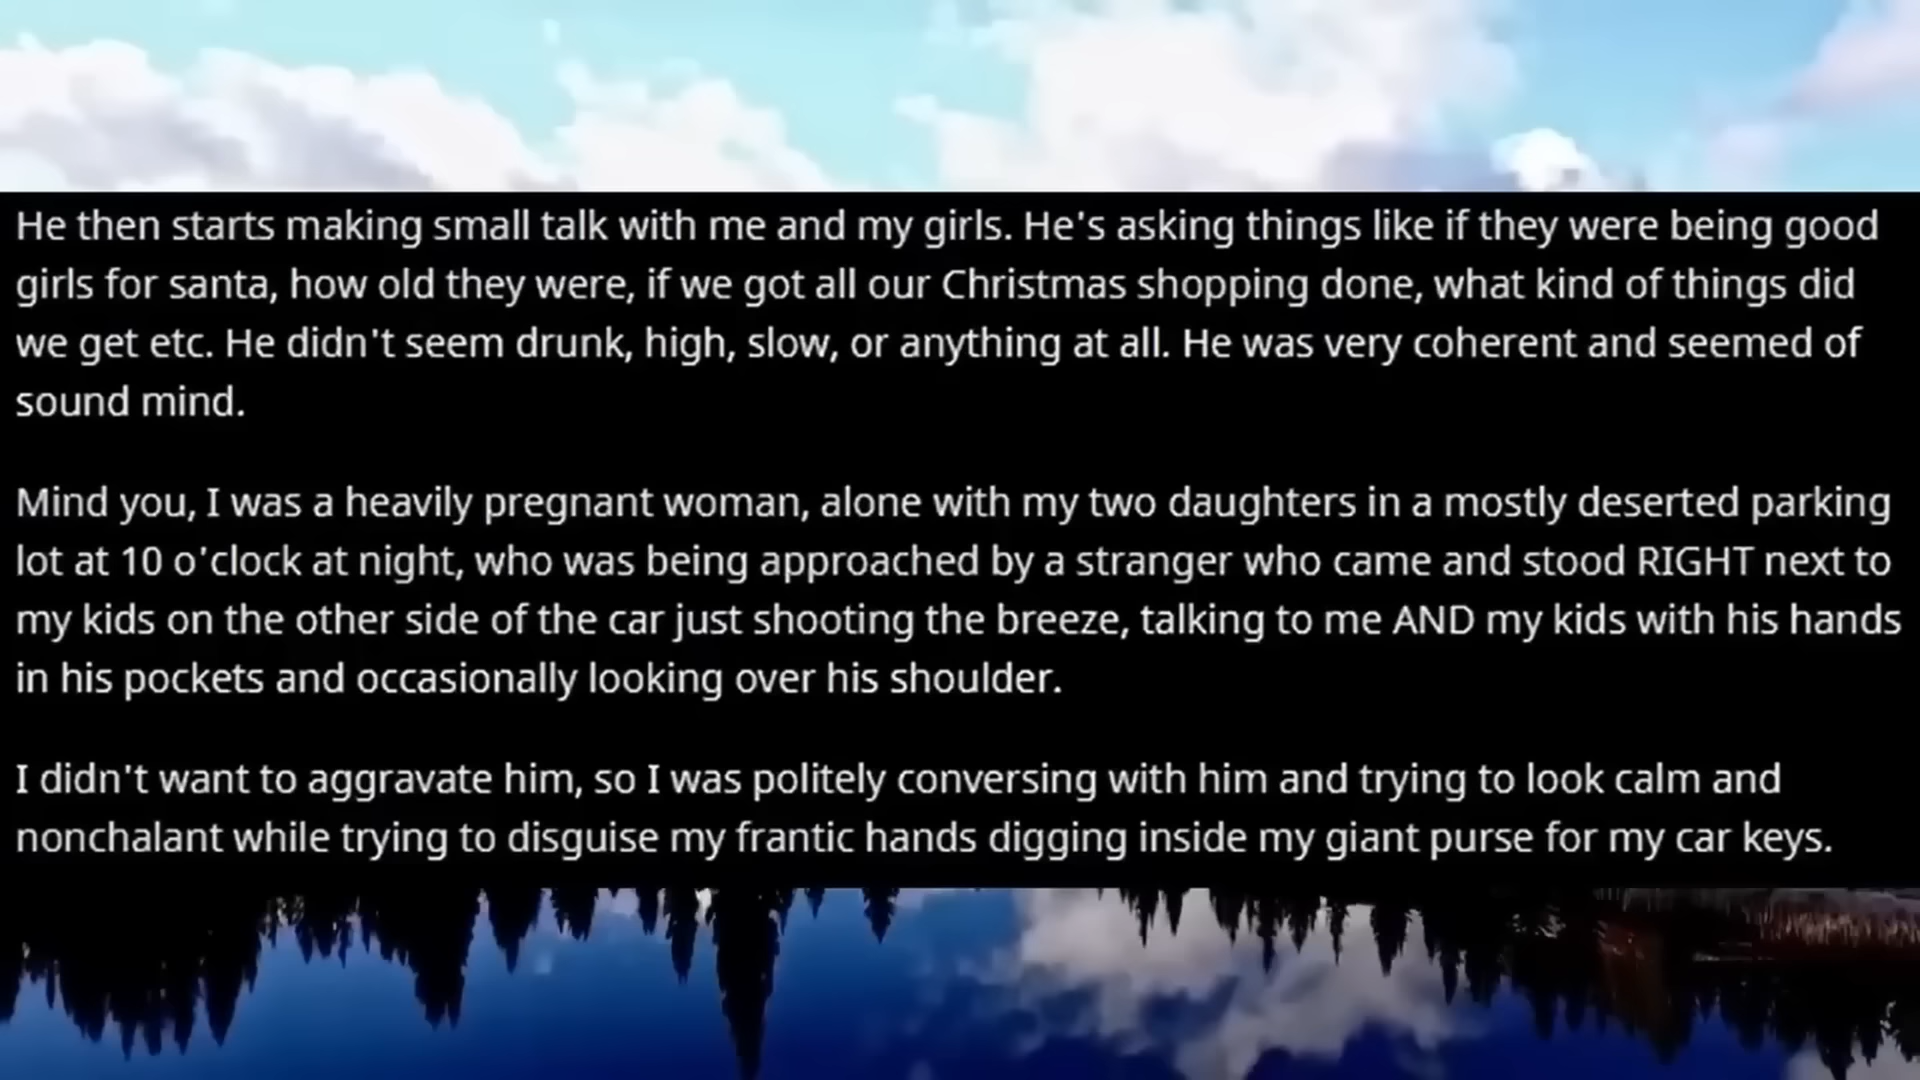 He then starts making small talk with me and my girls. He's asking things like if they were being good
girls for santa, how old they were, if we got all our Christmas shopping done, what kind of things did
we get etc. He didn't seem drunk, high, slow, or anything at all. He was very coherent and seemed of
sound mind.
Mind you, I was a heavily pregnant woman, alone with my two daughters in a mostly deserted parking
lot at 10 o'clock at night, who was being approached by a stranger who came and stood RIGHT next to
my kids on the other side of the car just shooting the breeze, talking to me AND my kids with his hands
in his pockets and occasionally looking over his shoulder.
I didn't want to aggravate him, so I was politely conversing with him and trying to look calm and
nonchalant while trying to disguise my frantic hands digging inside my giant purse for my car keys.